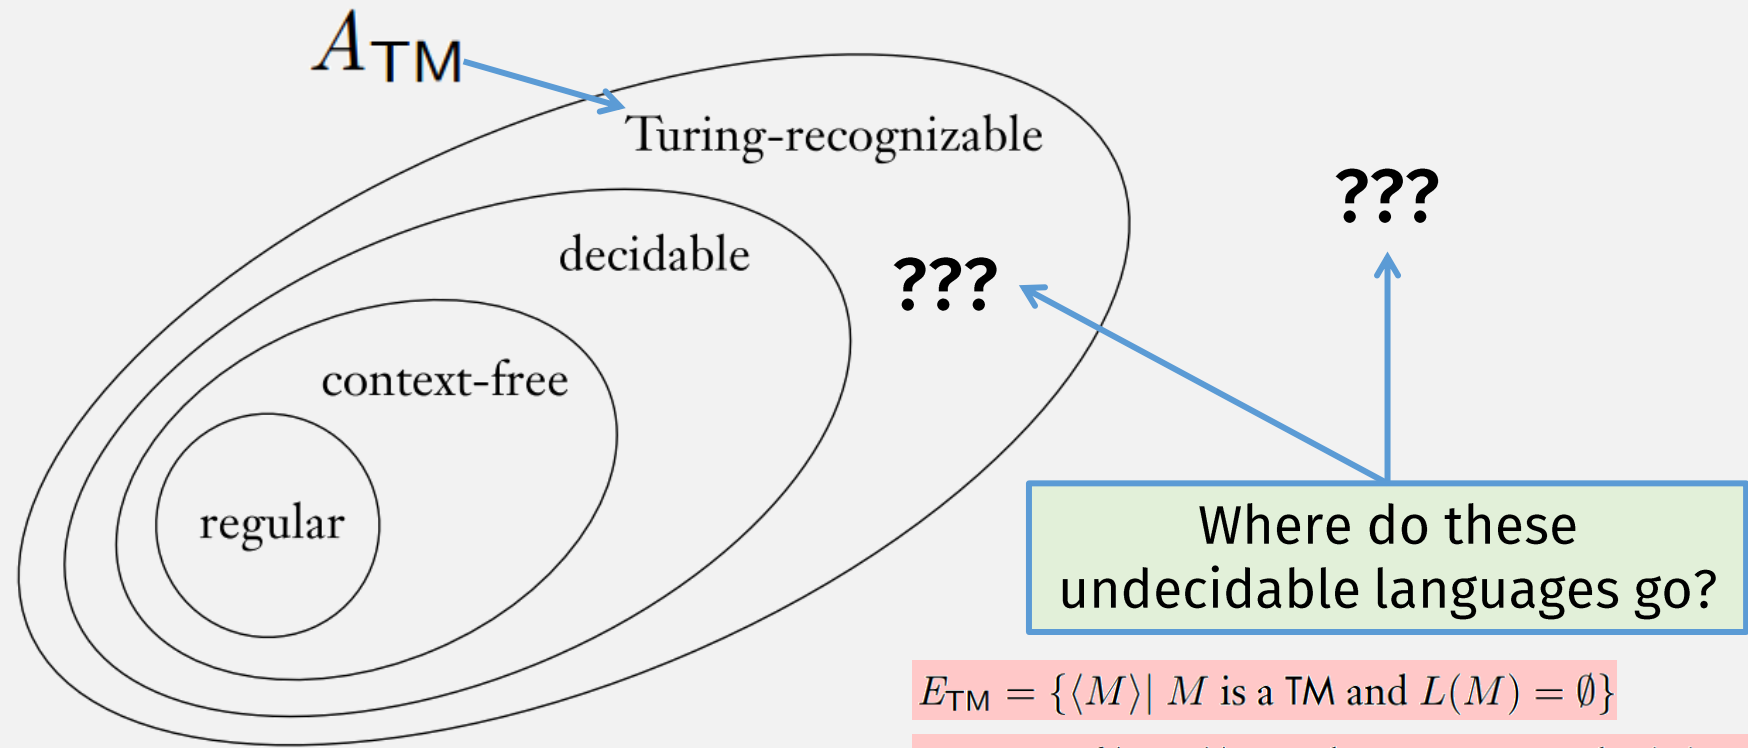 A_TM
Turing-recognizable
???
decidable
???
context-free
regular
Where do these
undecidable languages go?
E_TM = {⟨M⟩| M is a TM and L(M) = ∅}